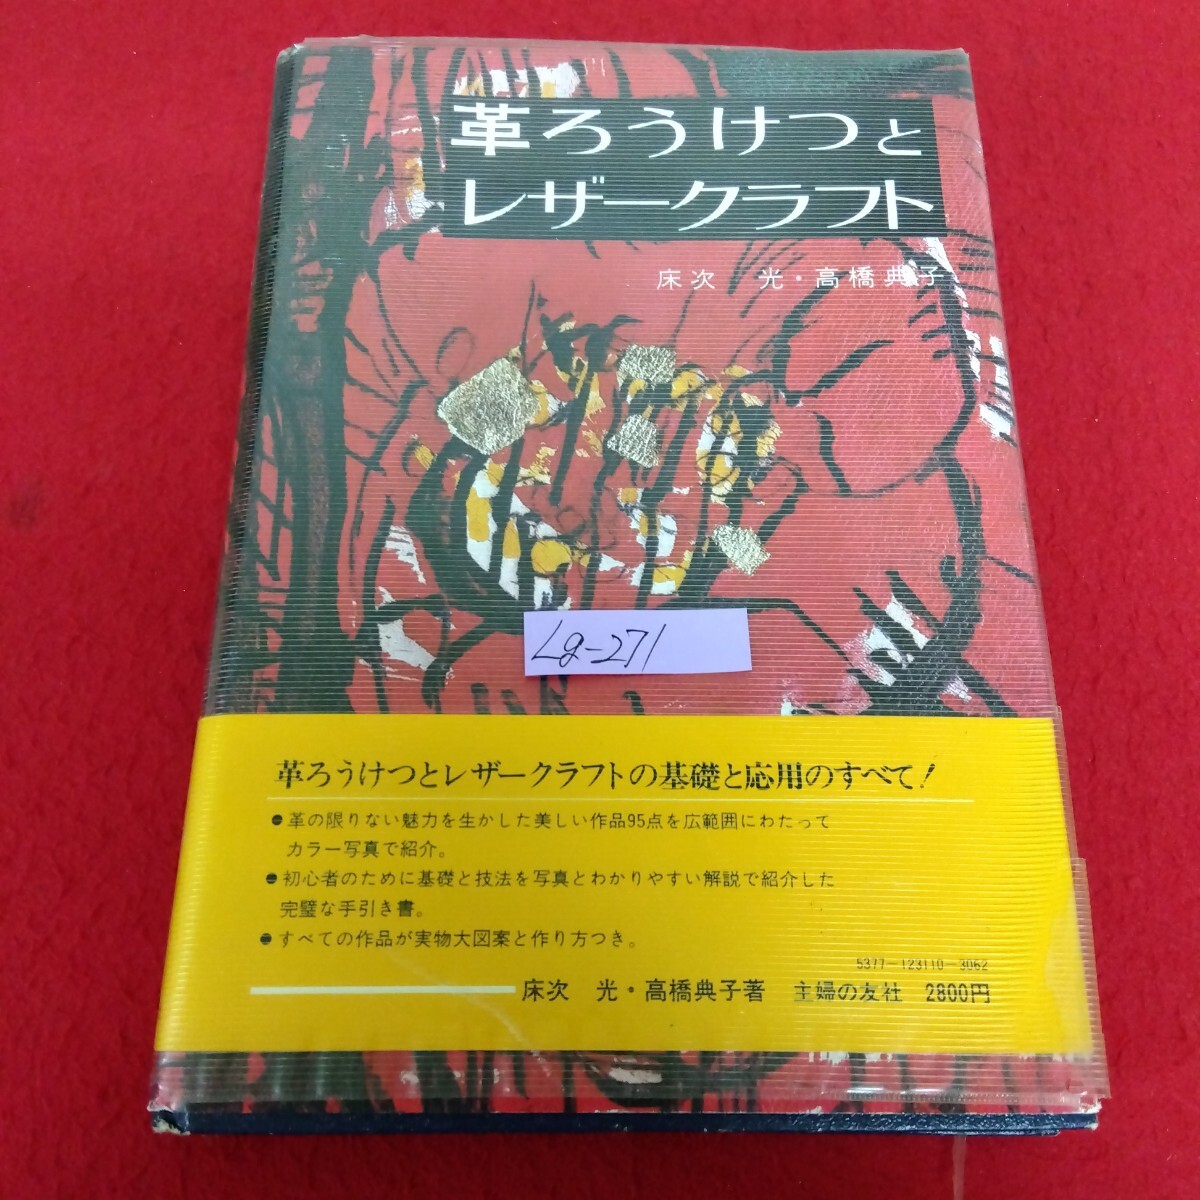 革ろうけつと
レザークラフト
床次 光・高橋典子
Lg-271
革ろうけつとレザークラフトの基礎と応用のすべて!
●革の限りない魅力を生かした美しい作品95点を広範囲にわたって
カラー写真で紹介。
●初心者のために基礎と技法を写真とわかりやすい解説で紹介した
完璧な手引き書。
●すべての作品が実物大図案と作り方つき。
5377-123110-3062
床次 光・高橋典子著 主婦の友社 2800円